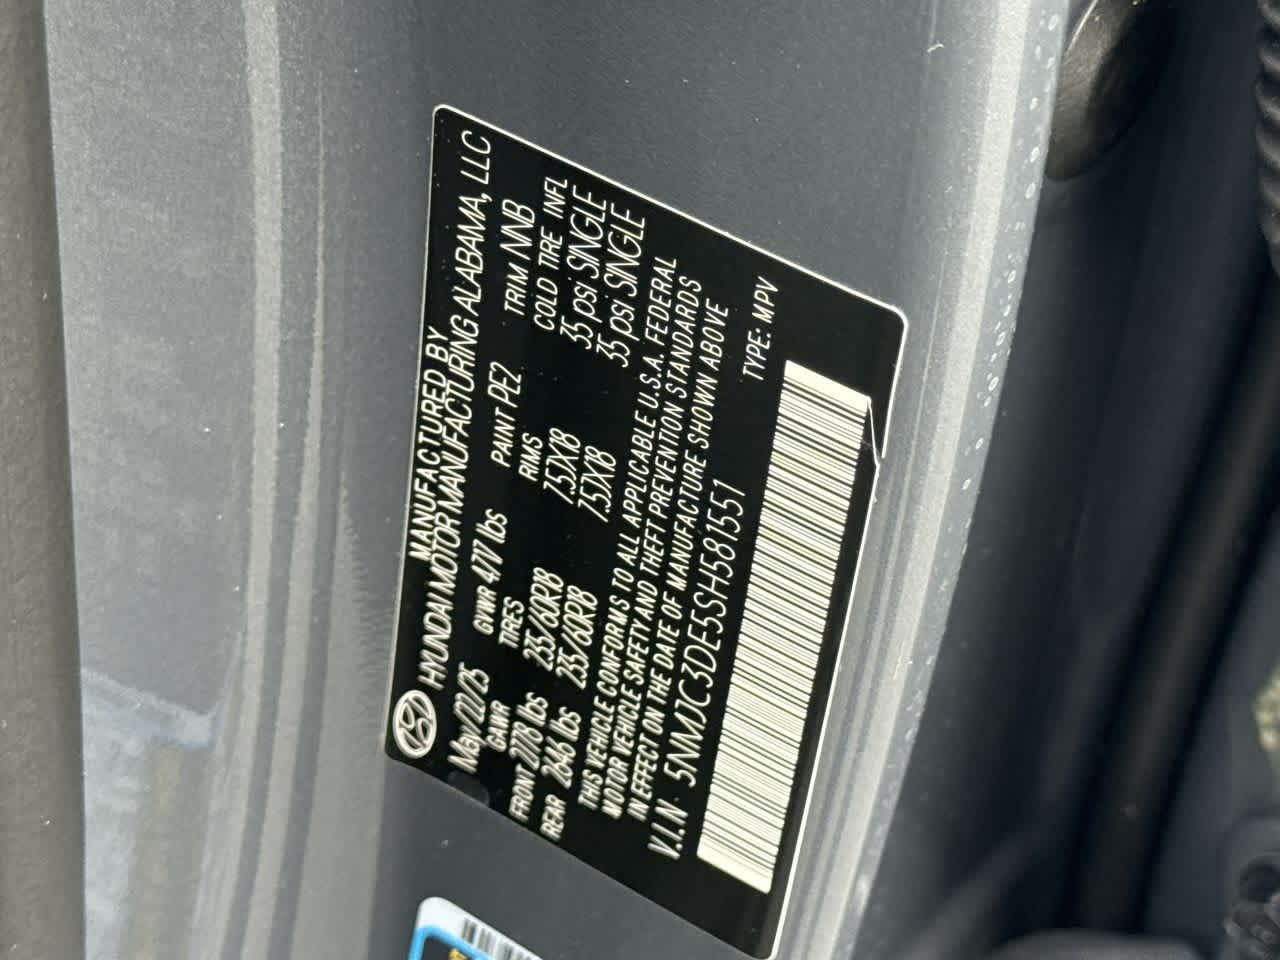 MANUFACTURED BY
HYUNDAI MOTOR MANUFACTURING ALABAMA, LLC
May/22/25 GVWR 4717 lbs PAINT PE2 TRIM NNB
GAWR TIRES RIMS COLD TIRE INFL
FRONT 2778 lbs 235/60R18 7.5JX18 35 psi SINGLE
REAR 2646 lbs 235/60R18 7.5JX18 35 psi SINGLE
THIS VEHICLE CONFORMS TO ALL APPLICABLE U.S.A. FEDERAL
MOTOR VEHICLE SAFETY AND THEFT PREVENTION STANDARDS
IN EFFECT ON THE DATE OF MANUFACTURE SHOWN ABOVE
V.I.N: 5NMJC3DE5SH581551 TYPE: MPV